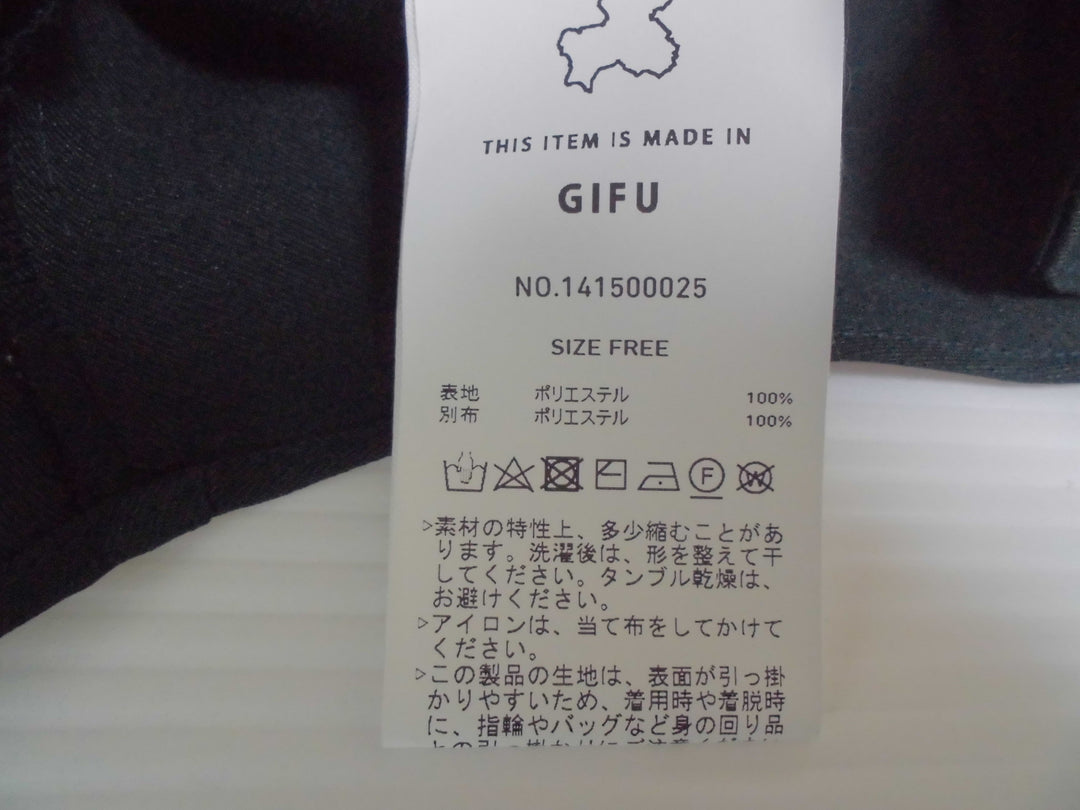 THIS ITEM IS MADE IN
GIFU
NO.141500025
SIZE FREE
表地 ポリエステル 100%
別布 ポリエステル 100%
F W
▷素材の特性上、多少縮むことがあ
ります。洗濯後は、形を整えて干
してください。タンブル乾燥は、
お避けください。
▷アイロンは、当て布をしてかけて
ください。
▷この製品の生地は、表面が引っ掛
かりやすいため、着用時や着脱時
に、指輪やバッグなど身の回り品